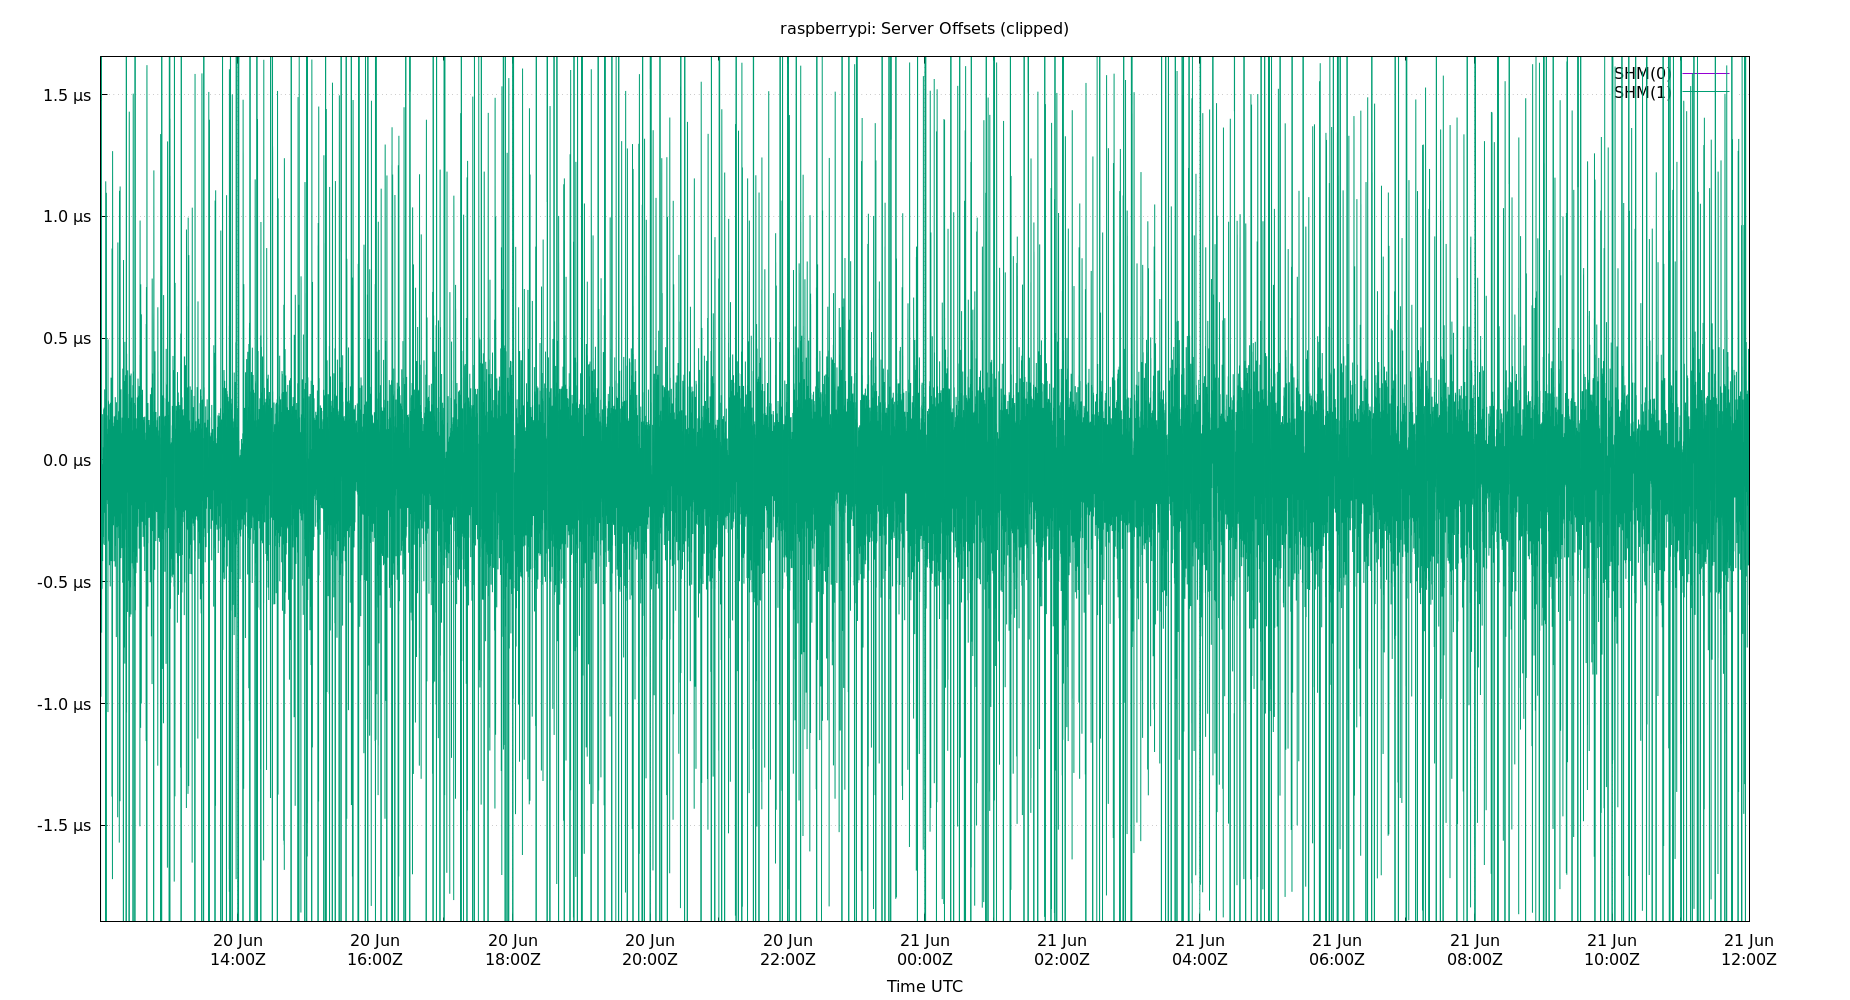 raspberrypi: Server Offsets (clipped)
SHM(0)
SHM(1)
1.5 µs
1.0 µs
0.5 µs
0.0 µs
-0.5 µs
-1.0 µs
-1.5 µs
20 Jun 20 Jun 20 Jun 20 Jun 20 Jun 21 Jun 21 Jun 21 Jun 21 Jun 21 Jun 21 Jun 21 Jun
14:00Z 16:00Z 18:00Z 20:00Z 22:00Z 00:00Z 02:00Z 04:00Z 06:00Z 08:00Z 10:00Z 12:00Z
Time UTC